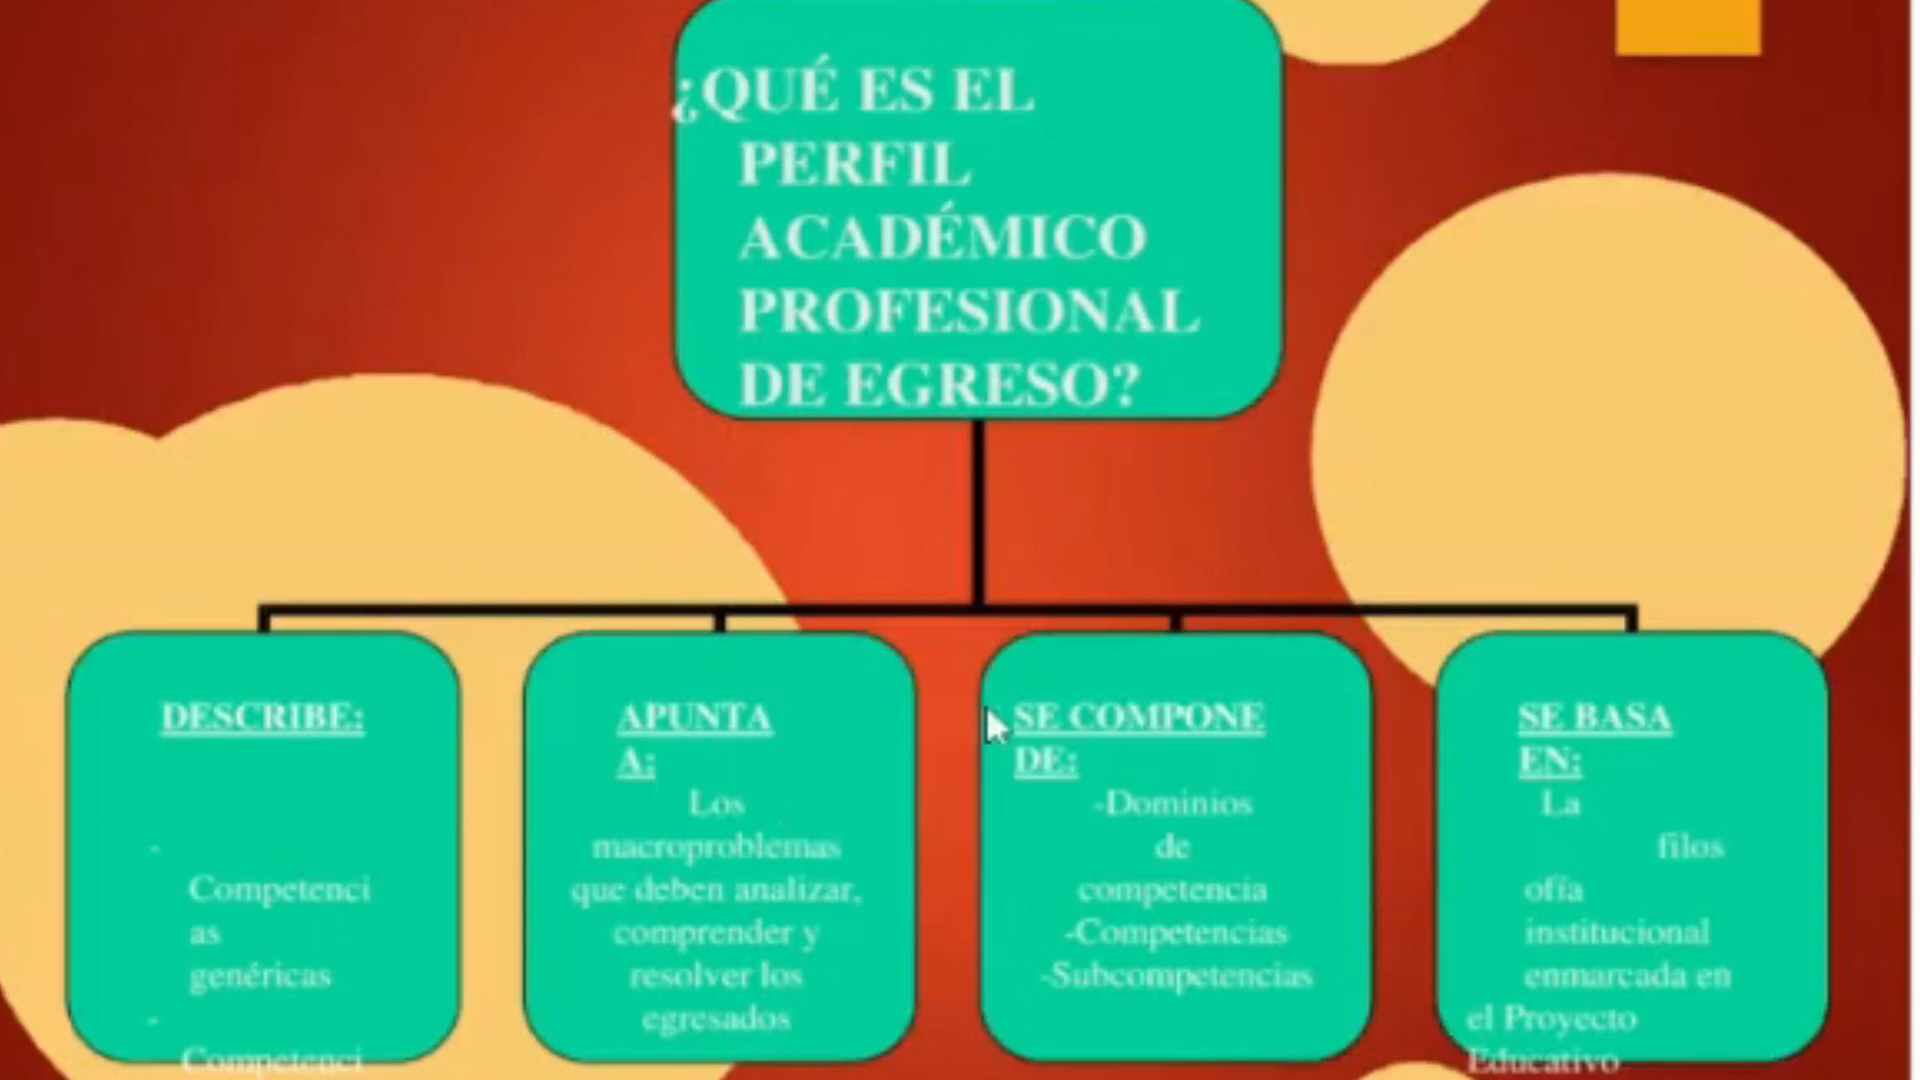 ¿QUÉ ES EL
PERFIL
ACADÉMICO
PROFESIONAL
DE EGRESO?
DESCRIBE:
-
Competenci
as
genéricas
-
Competenci
APUNTA
A:
Los
macroproblemas
que deben analizar,
comprender y
resolver los
egresados
SE COMPONE
DE:
-Dominios
de
competencia
-Competencias
-Subcompetencias
SE BASA
EN:
La
filos
ofía
institucional
enmarcada en
el Proyecto
Educativo